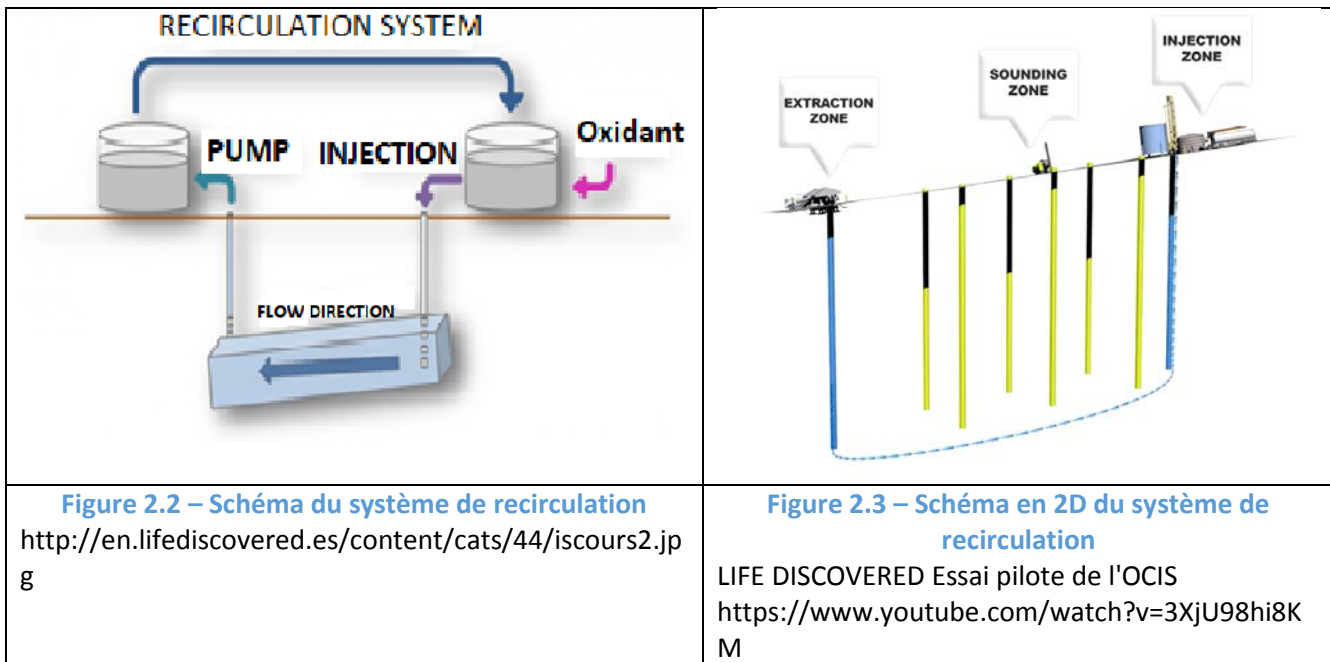 RECIRCULATION SYSTEM
PUMP
INJECTION
Oxidant
FLOW DIRECTION
INJECTION
ZONE
SOUNDING
ZONE
EXTRACTION
ZONE
Figure 2.2 – Schéma du système de recirculation
http://en.lifediscovered.es/content/cats/44/iscours2.jp
g
Figure 2.3 – Schéma en 2D du système de
recirculation
LIFE DISCOVERED Essai pilote de l'OCIS
https://www.youtube.com/watch?v=3XjU98hi8K
M